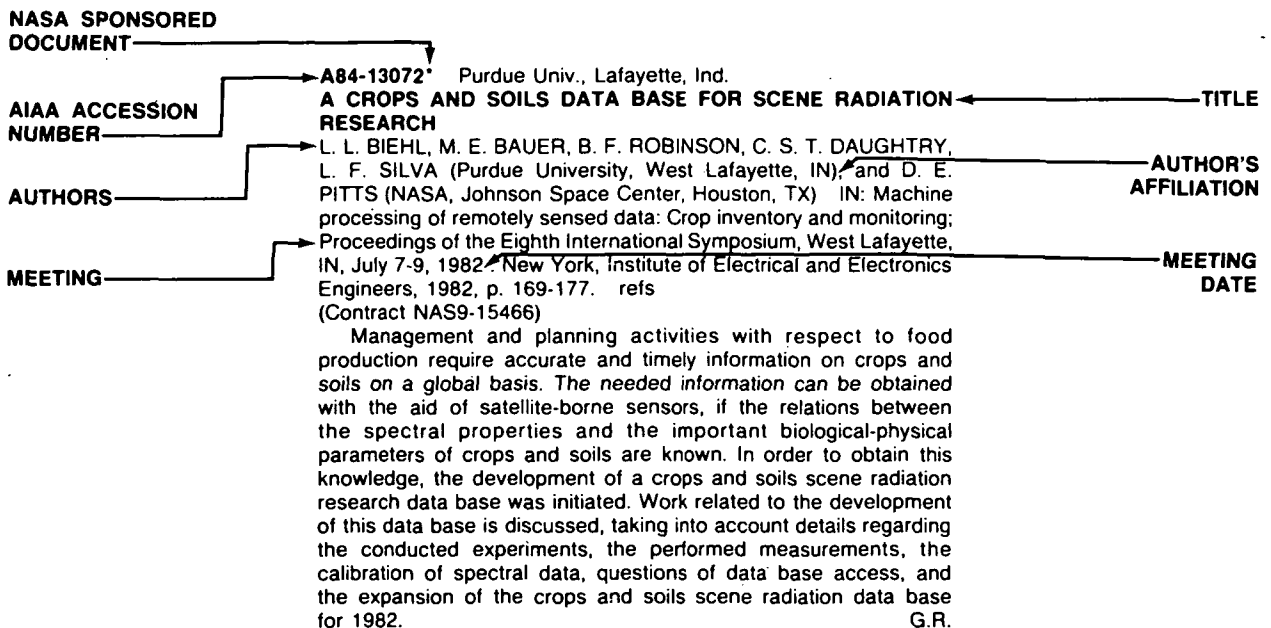 NASA SPONSORED
DOCUMENT
A84-13072* Purdue Univ., Lafayette, Ind.
A CROPS AND SOILS DATA BASE FOR SCENE RADIATION
RESEARCH
TITLE
AIAA ACCESSION
NUMBER
L. L. BIEHL, M. E. BAUER, B. F. ROBINSON, C. S. T. DAUGHTRY,
L. F. SILVA (Purdue University, West Lafayette, IN), and D. E.
PITTS (NASA, Johnson Space Center, Houston, TX) IN: Machine
processing of remotely sensed data: Crop inventory and monitoring;
AUTHORS
AUTHOR'S
AFFILIATION
Proceedings of the Eighth International Symposium, West Lafayette,
IN, July 7-9, 1982. New York, Institute of Electrical and Electronics
Engineers, 1982, p. 169-177. refs
(Contract NAS9-15466)
MEETING
MEETING
DATE
Management and planning activities with respect to food
production require accurate and timely information on crops and
soils on a global basis. The needed information can be obtained
with the aid of satellite-borne sensors, if the relations between
the spectral properties and the important biological-physical
parameters of crops and soils are known. In order to obtain this
knowledge, the development of a crops and soils scene radiation
research data base was initiated. Work related to the development
of this data base is discussed, taking into account details regarding
the conducted experiments, the performed measurements, the
calibration of spectral data, questions of data base access, and
the expansion of the crops and soils scene radiation data base
for 1982. G.R.